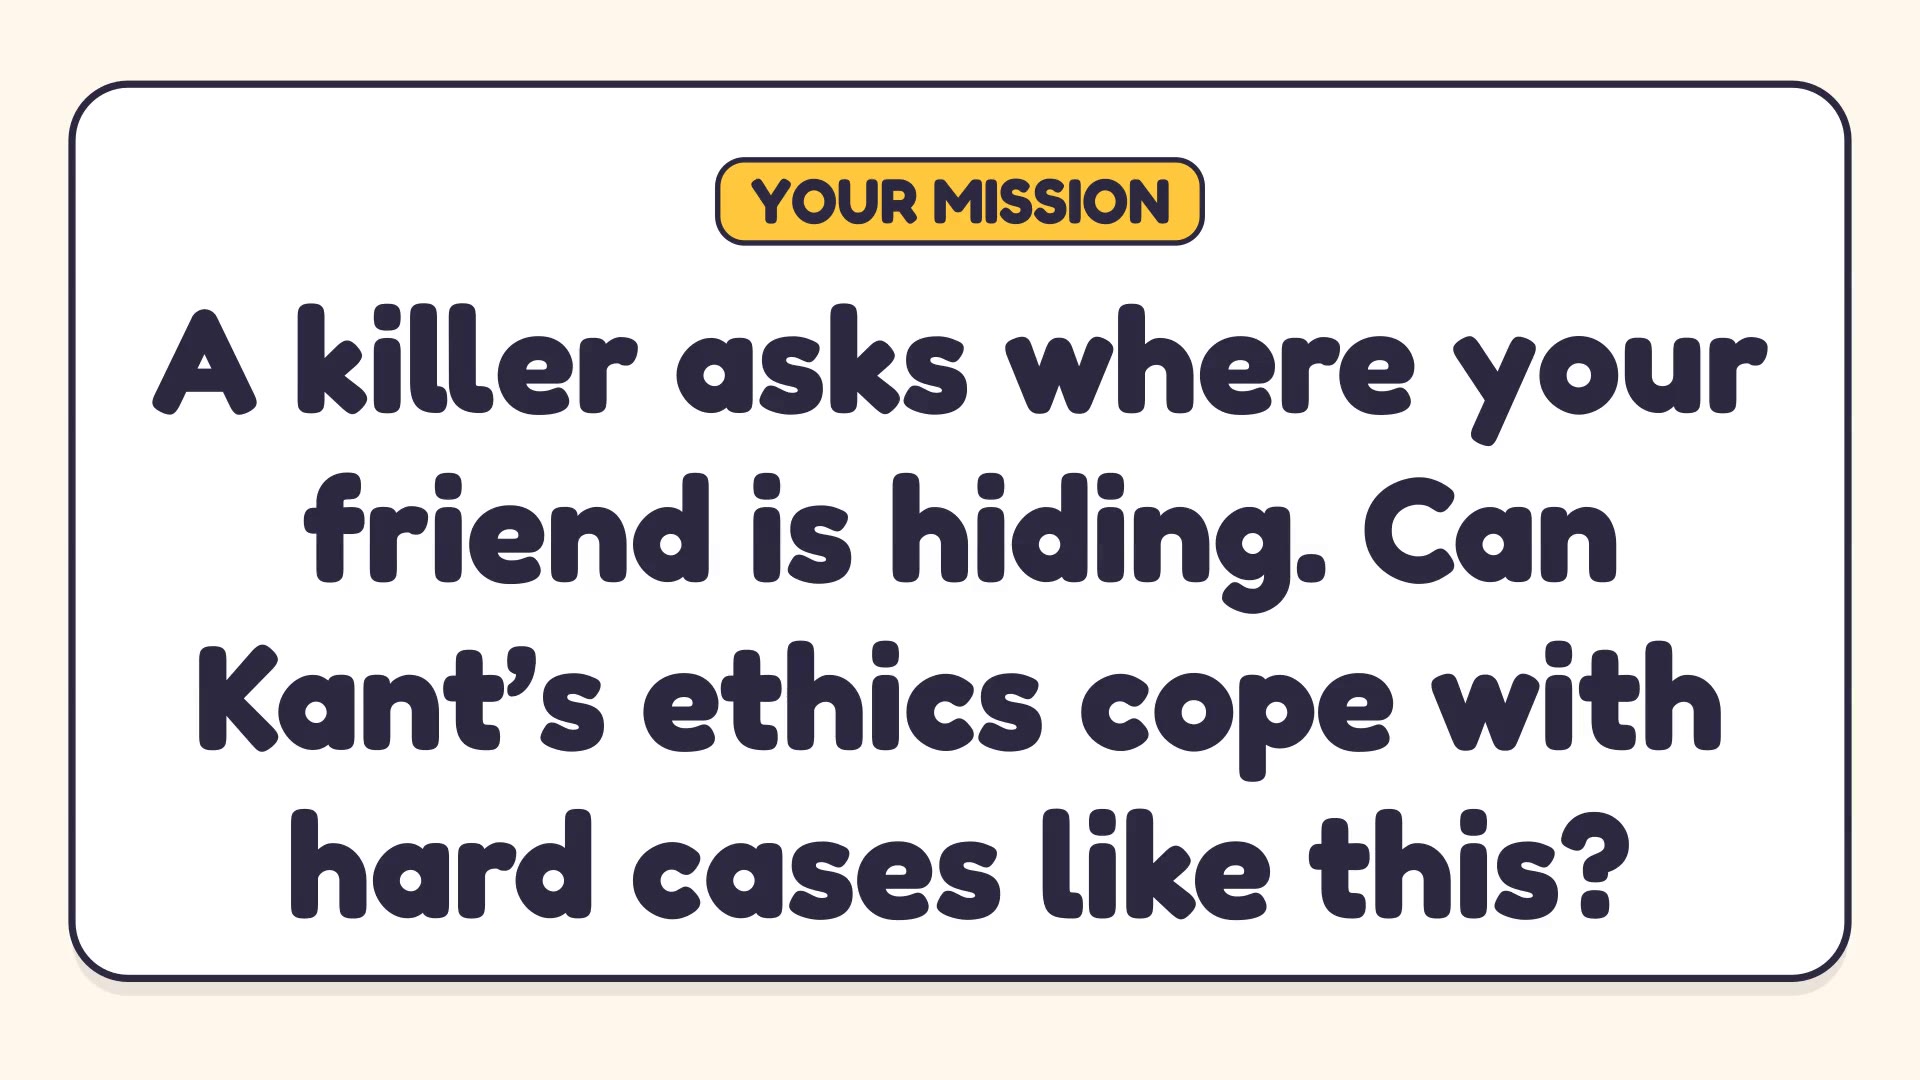 YOUR MISSION
A killer asks where your
friend is hiding. Can
Kant’s ethics cope with
hard cases like this?